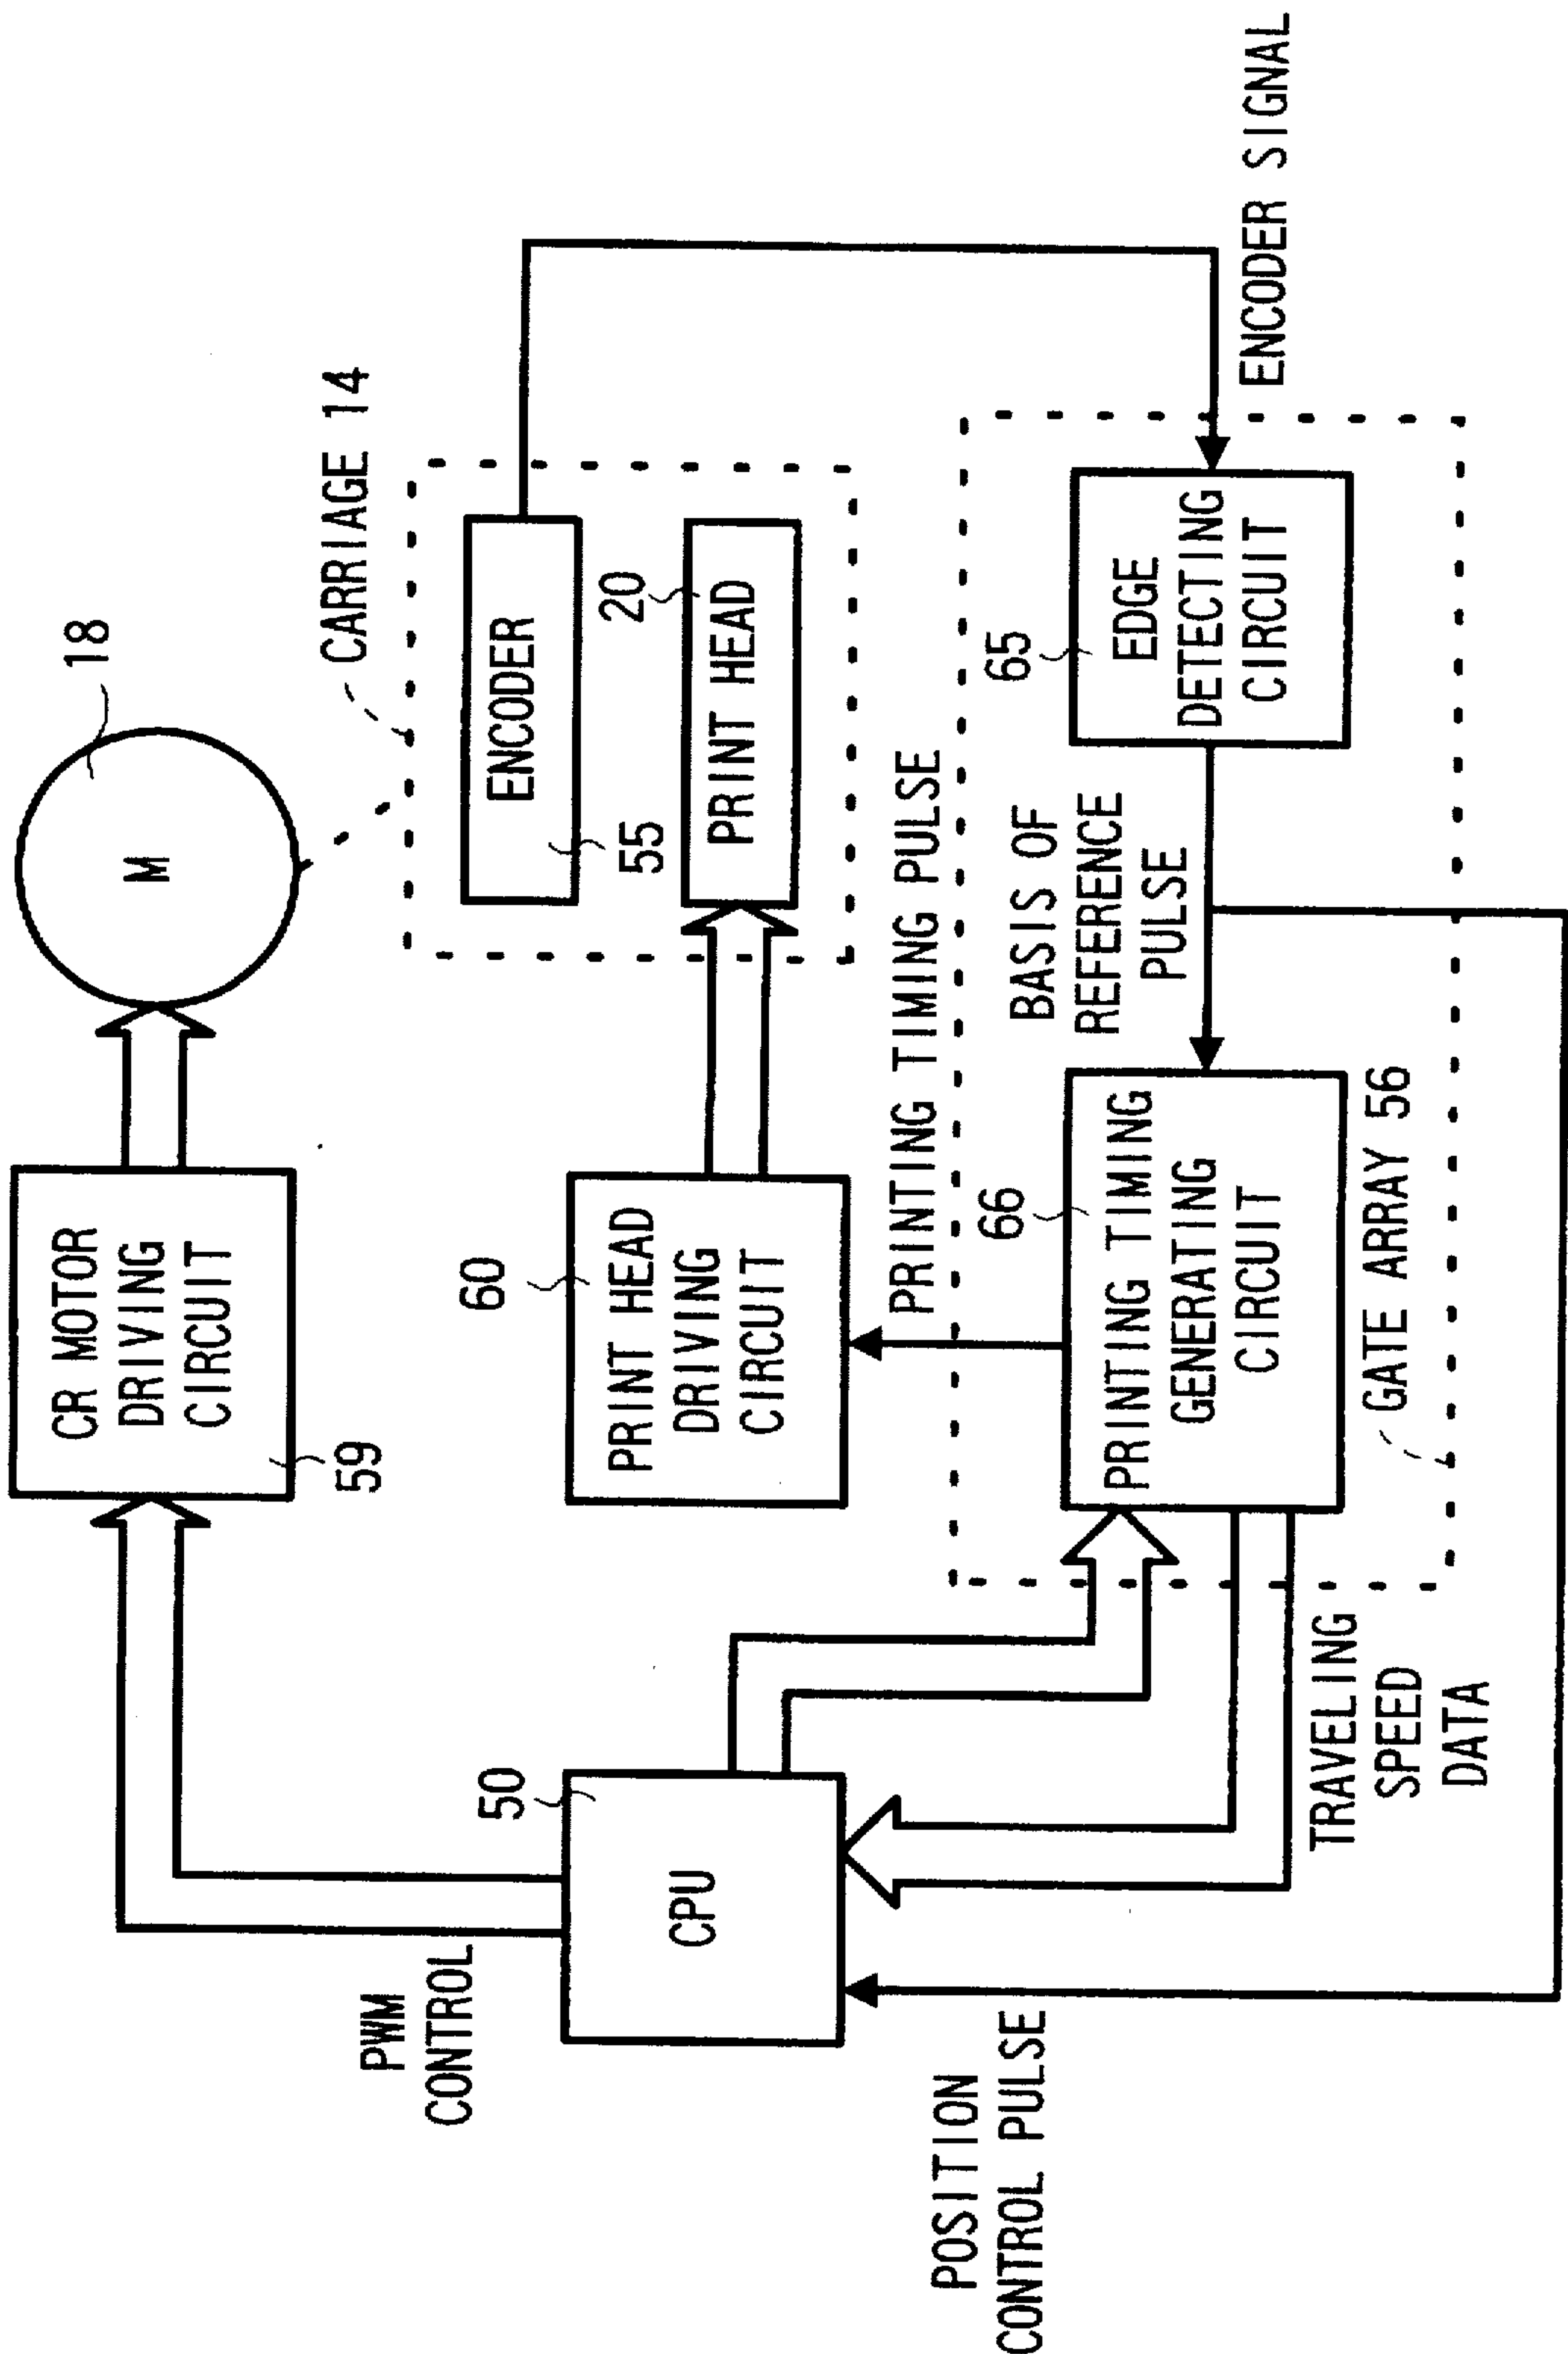 PWM
CONTROL
CR MOTOR
DRIVING
CIRCUIT
59
M
18
CARRIAGE 14
ENCODER
55
20
PRINT HEAD
60
PRINT HEAD
DRIVING
CIRCUIT
50
CPU
PRINTING TIMING PULSE
POSITION
CONTROL PULSE
66
PRINTING TIMING
GENERATING
CIRCUIT
BASIS OF
REFERENCE
PULSE
65
EDGE
DETECTING
CIRCUIT
ENCODER SIGNAL
TRAVELING
SPEED
DATA
GATE ARRAY 56